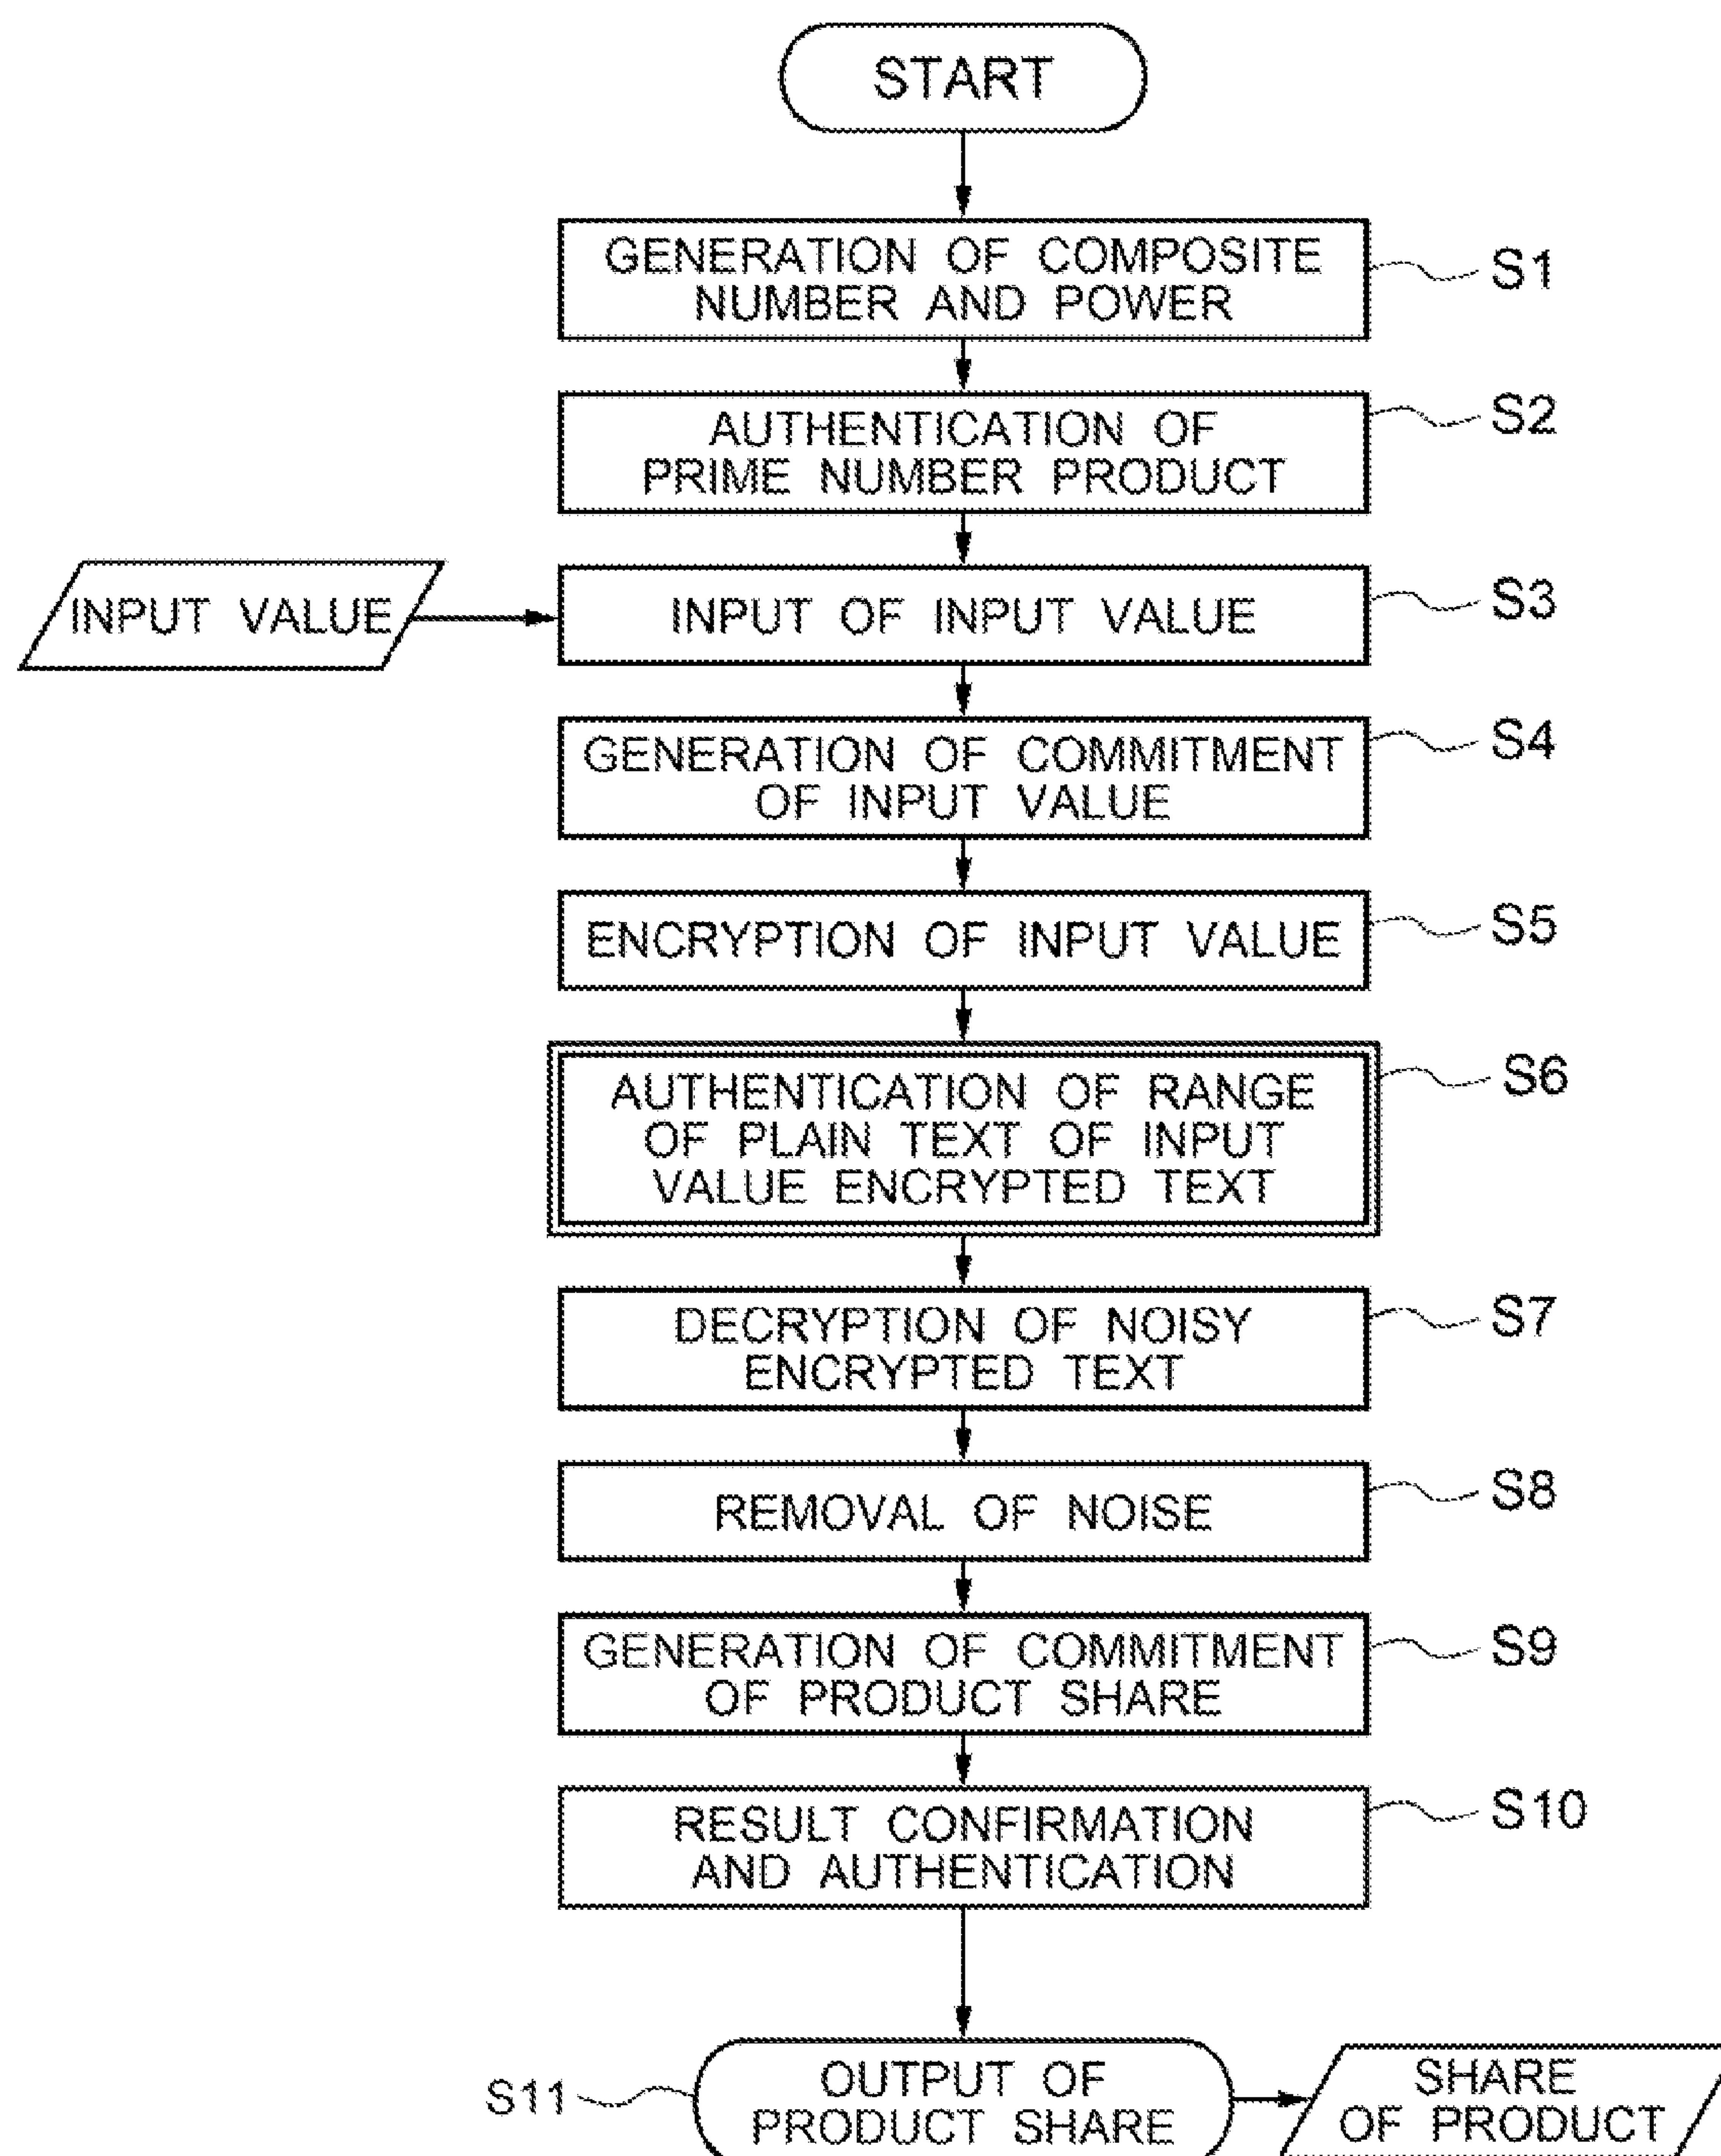 START
GENERATION OF COMPOSITE
NUMBER AND POWER
S1
AUTHENTICATION OF
PRIME NUMBER PRODUCT
S2
INPUT VALUE
INPUT OF INPUT VALUE
S3
GENERATION OF COMMITMENT
OF INPUT VALUE
S4
ENCRYPTION OF INPUT VALUE
S5
AUTHENTICATION OF RANGE
OF PLAIN TEXT OF INPUT
VALUE ENCRYPTED TEXT
S6
DECRYPTION OF NOISY
ENCRYPTED TEXT
S7
REMOVAL OF NOISE
S8
GENERATION OF COMMITMENT
OF PRODUCT SHARE
S9
RESULT CONFIRMATION
AND AUTHENTICATION
S10
S11
OUTPUT OF
PRODUCT SHARE
SHARE
OF PRODUCT